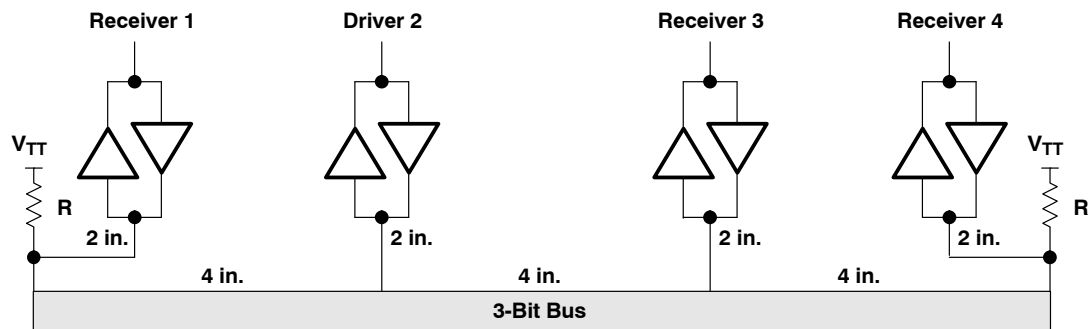 Receiver 1 Driver 2 Receiver 3 Receiver 4
VTT VTT
R R
2 in. 2 in. 2 in. 2 in.
4 in. 4 in. 4 in.
3-Bit Bus